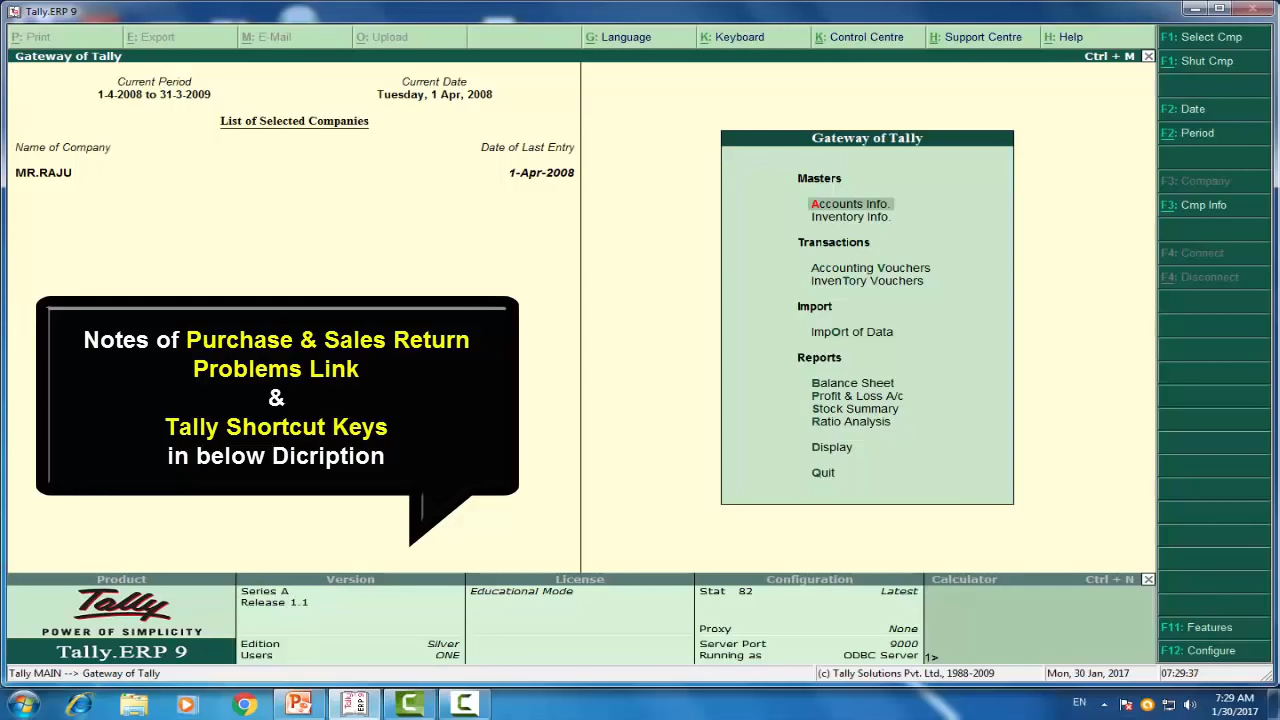 Tally.ERP 9
P: Print
E: Export
M: E-Mail
O: Upload
G: Language
K: Keyboard
K: Control Centre
H: Support Centre
H: Help
Gateway of Tally
Ctrl + M
Current Period
1-4-2008 to 31-3-2009
Current Date
Tuesday, 1 Apr, 2008
List of Selected Companies
Name of Company
Date of Last Entry
MR.RAJU
1-Apr-2008
Notes of Purchase & Sales Return
Problems Link
&
Tally Shortcut Keys
in below Dicription
Gateway of Tally
Masters
Accounts Info.
Inventory Info.
Transactions
Accounting Vouchers
InvenTory Vouchers
Import
ImpOrt of Data
Reports
Balance Sheet
Profit & Loss A/c
Stock Summary
Ratio Analysis
Display
Quit
F1: Select Cmp
F1: Shut Cmp
F2: Date
F2: Period
F3: Company
F3: Cmp Info
F4: Connect
F4: Disconnect
F11: Features
F12: Configure
Product
Tally
POWER OF SIMPLICITY
Tally.ERP 9
Version
Series A
Release 1.1
Edition Silver
Users ONE
License
Educational Mode
Configuration
Stat 82 Latest
Proxy None
Server Port 9000
Running as ODBC Server
Calculator
Ctrl + N
1>
Tally MAIN --> Gateway of Tally
(c) Tally Solutions Pvt. Ltd., 1988-2009
Mon, 30 Jan, 2017
07:29:37
EN
7:29 AM
1/30/2017